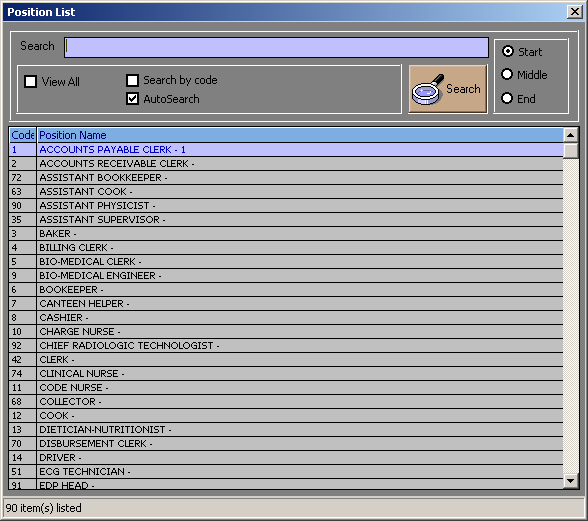 Position List
Search
Start
View All
Search by code
Search
Middle
AutoSearch
End
Code Position Name
1 ACCOUNTS PAYABLE CLERK - 1
2 ACCOUNTS RECEIVABLE CLERK -
72 ASSISTANT BOOKKEEPER -
63 ASSISTANT COOK -
90 ASSISTANT PHYSICIST -
35 ASSISTANT SUPERVISOR -
3 BAKER -
4 BILLING CLERK -
5 BIO-MEDICAL CLERK -
9 BIO-MEDICAL ENGINEER -
6 BOOKEEPER -
7 CANTEEN HELPER -
8 CASHIER -
10 CHARGE NURSE -
92 CHIEF RADIOLOGIC TECHNOLOGIST -
42 CLERK -
74 CLINICAL NURSE -
11 CODE NURSE -
68 COLLECTOR -
12 COOK -
13 DIETICIAN-NUTRITIONIST -
70 DISBURSEMENT CLERK -
14 DRIVER -
51 ECG TECHNICIAN -
91 EDP HEAD -
90 item(s) listed